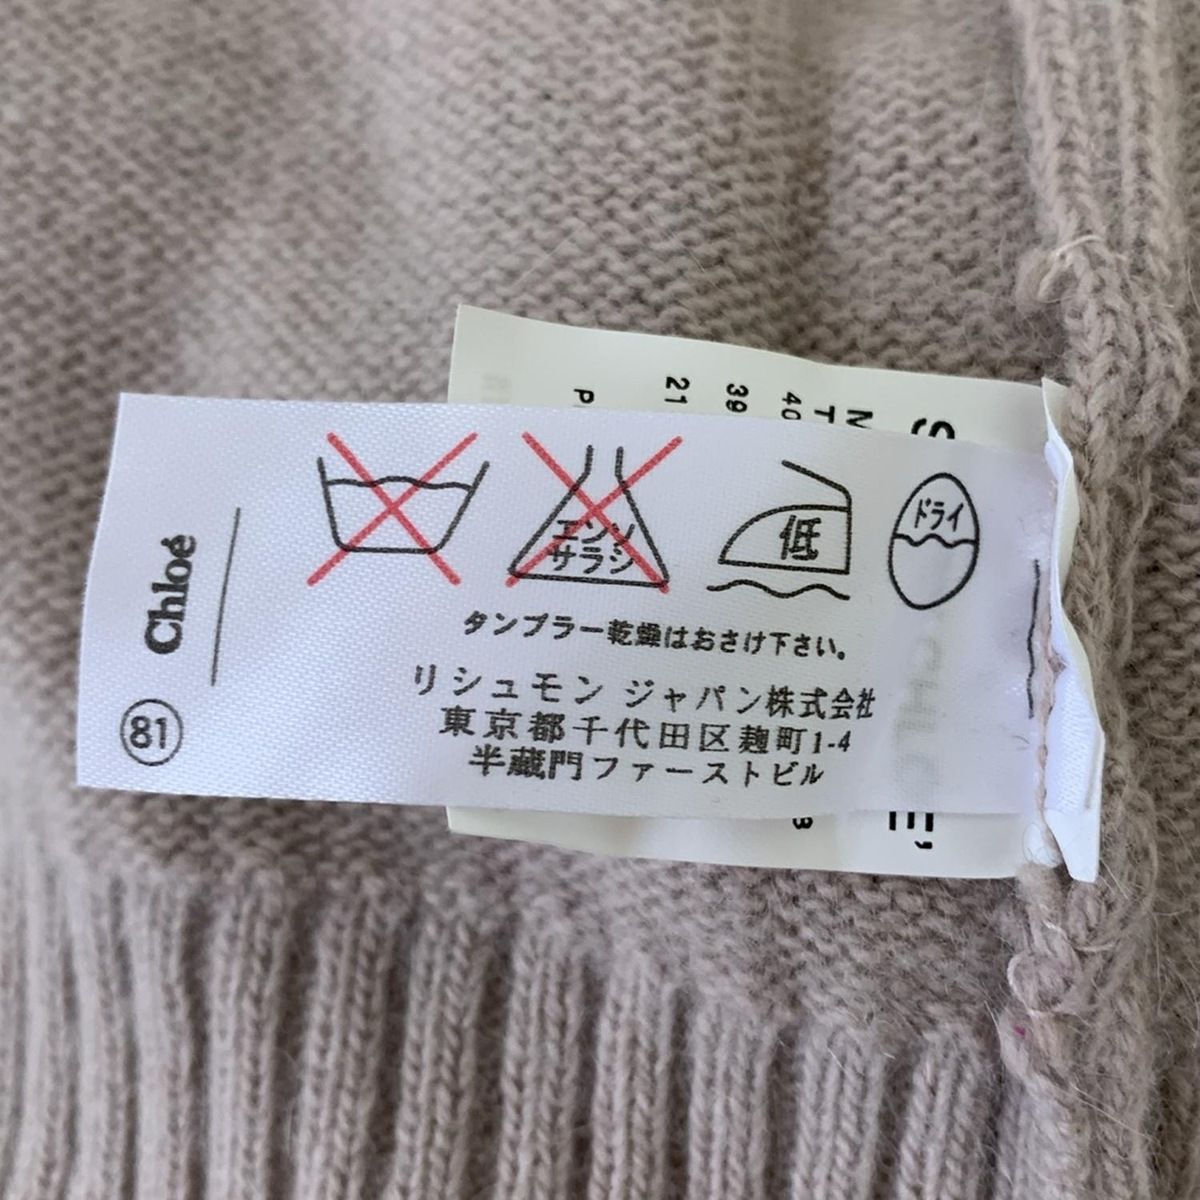 Chloé
81
エンソ
サラシ
低
ドライ
タンブラー乾燥はおさけ下さい。
リシュモン ジャパン株式会社
東京都千代田区麹町1-4
半蔵門ファーストビル
21
39
40